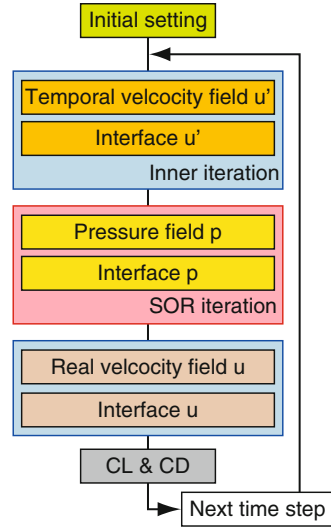 Initial setting
Temporal velcocity field u'
Interface u'
Inner iteration
Pressure field p
Interface p
SOR iteration
Real velcocity field u
Interface u
CL & CD
Next time step